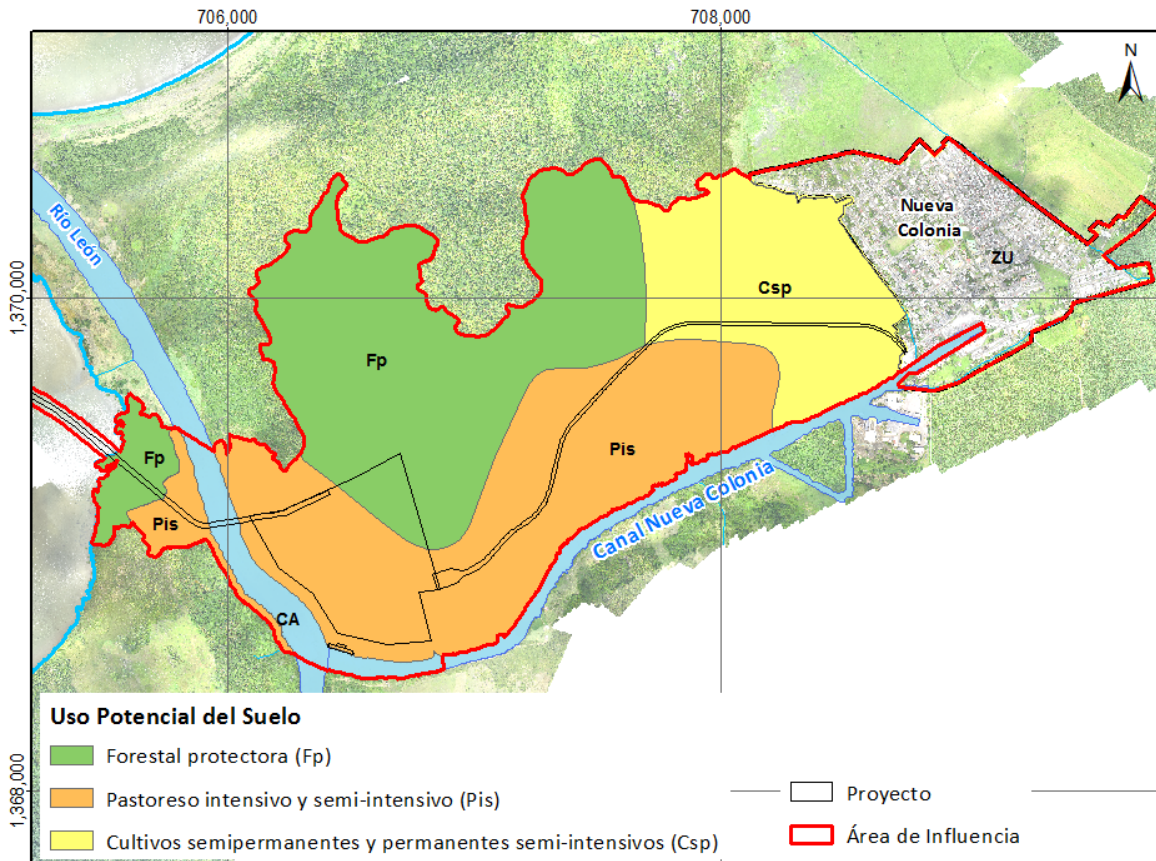 706,000
708,000
N
Nueva
Colonia
ZU
Río León
1,370,000
Csp
Fp
Fp
Pis
Pis
Canal Nueva Colonia
CA
1,368,000
Uso Potencial del Suelo
Forestal protectora (Fp)
Pastoreso intensivo y semi-intensivo (Pis)
Cultivos semipermanentes y permanentes semi-intensivos (Csp)
Proyecto
Área de Influencia